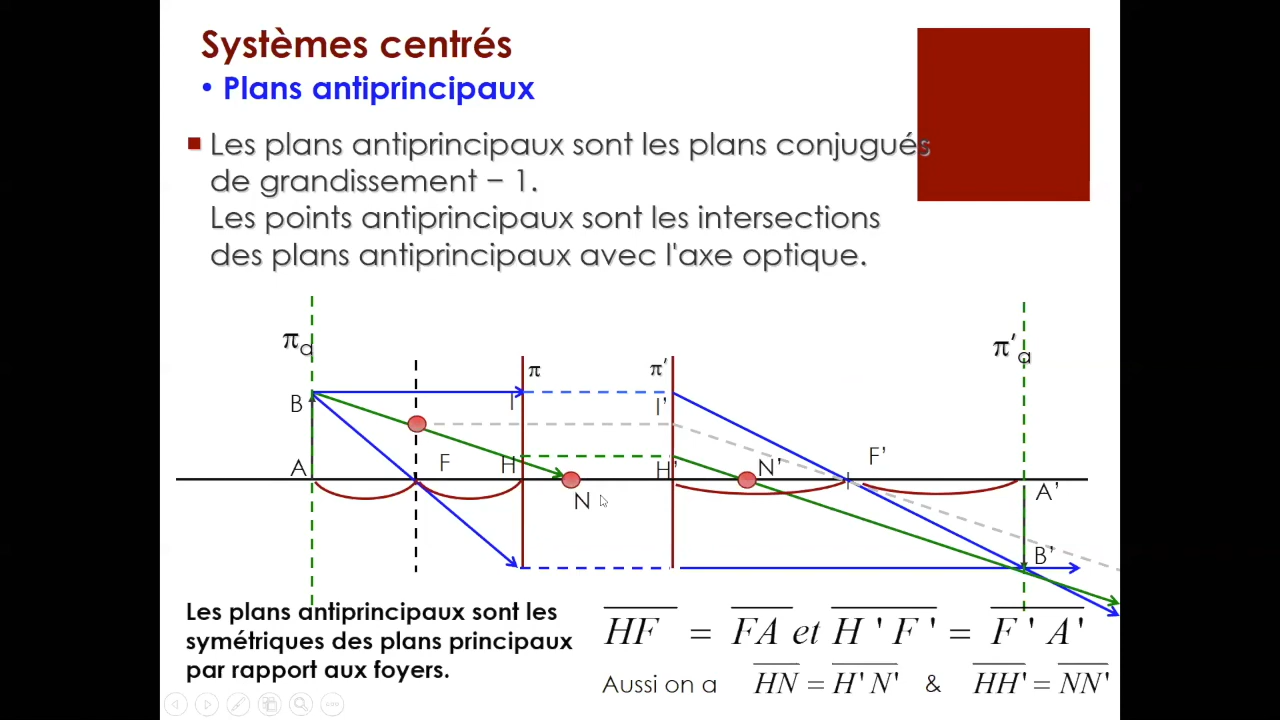 Systèmes centrés
• Plans antiprincipaux
Les plans antiprincipaux sont les plans conjugués
de grandissement − 1.
Les points antiprincipaux sont les intersections
des plans antiprincipaux avec l'axe optique.
πa
π
π′
π′a
B
I
I’
A
F
H
H’
N’
F’
N
A’
B’
Les plans antiprincipaux sont les
symétriques des plans principaux
par rapport aux foyers.
HF = FA et H ' F ' = F ' A'
Aussi on a HN = H' N' & HH' = NN'